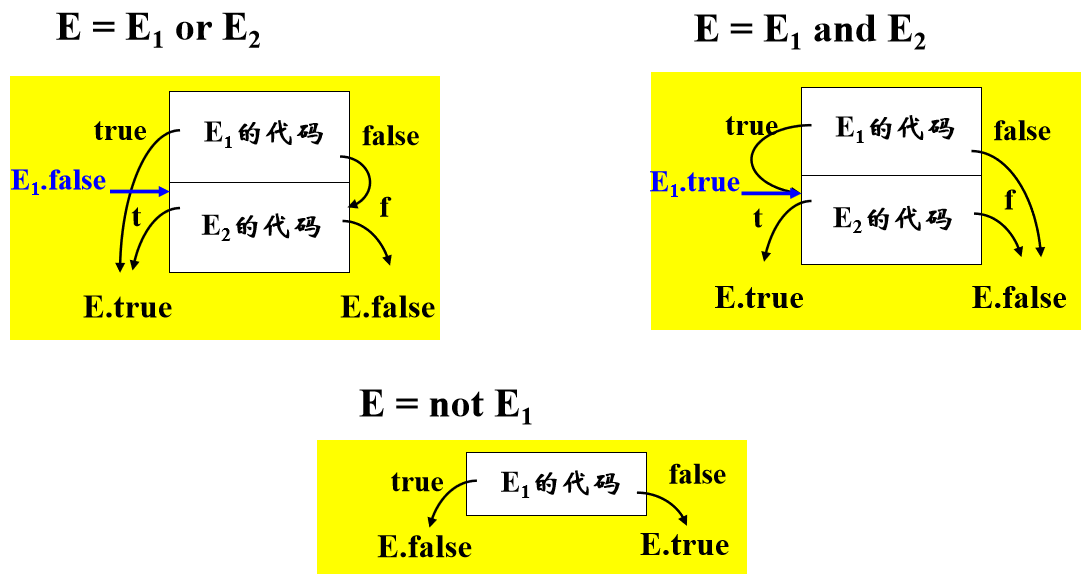 E = E₁ or E₂
true
E₁的代码
false
E₁.false
t
E₂的代码
f
E.true
E.false
E = E₁ and E₂
true
E₁的代码
false
E₁.true
t
E₂的代码
f
E.true
E.false
E = not E₁
true
E₁的代码
false
E.false
E.true